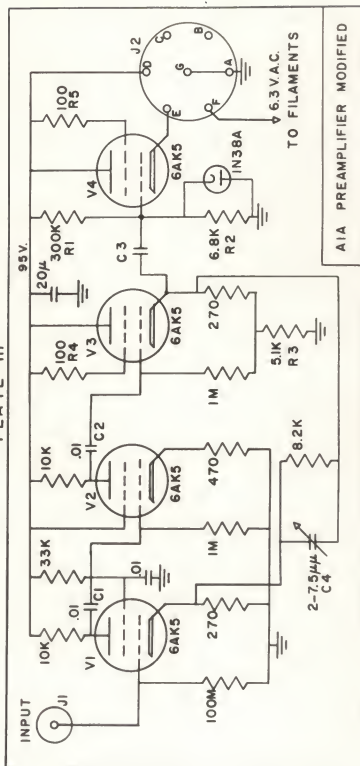 PLATE III
INPUT
J1
10K
33K
10K
100
R4
20μ
95V.
300K
R1
100
R5
J2
.01
C1
.01
C2
V1
V2
V3
V4
6AK5
6AK5
6AK5
6AK5
.01
C3
D
C
E
G
B
F
A
100M
270
1M
470
1M
270
5.1K
R3
6.8K
R2
1N38A
6.3 V.A.C.
TO FILAMENTS
2-7.5μμ
C4
8.2K
A1A PREAMPLIFIER MODIFIED